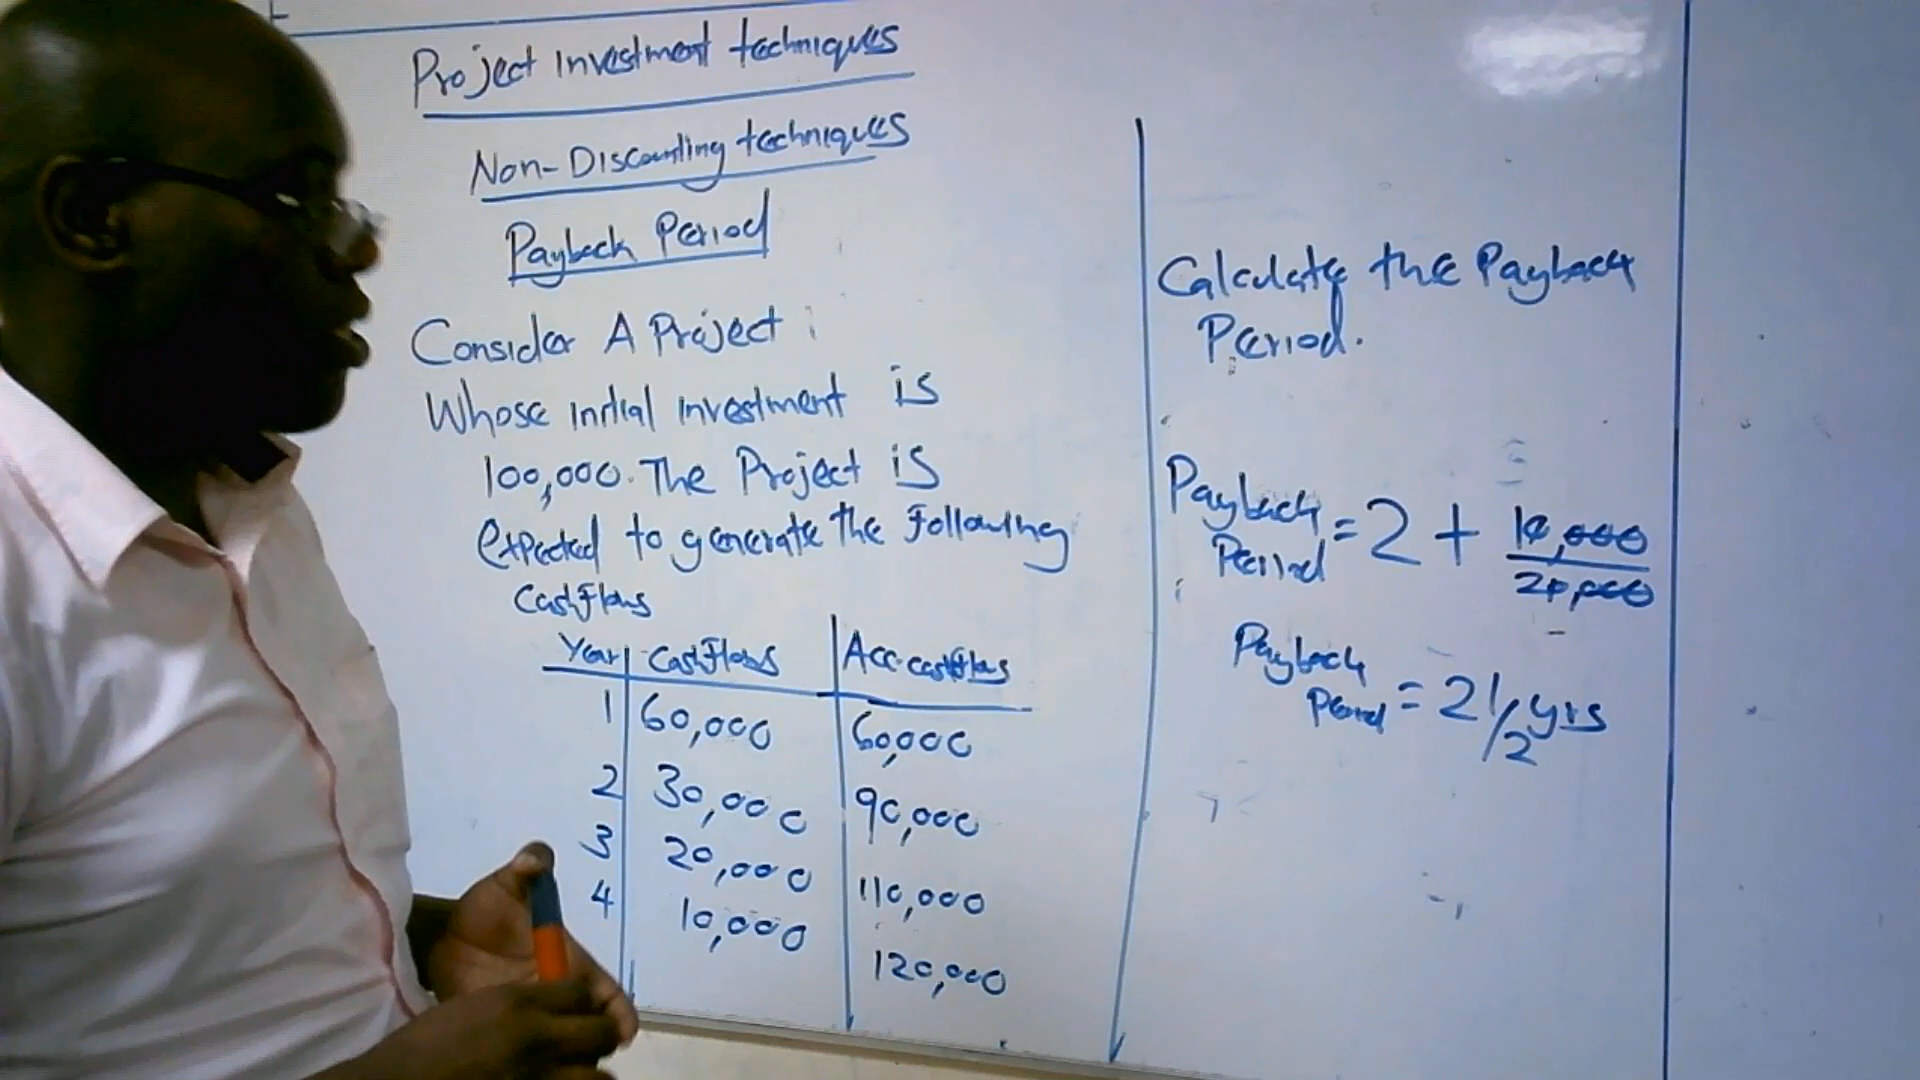 Project Investment techniques
Non-Discounting techniques
Payback Period
Consider A Project
Whose initial investment is
100,000. The Project is
expected to generate the following
Cashflows
Year Cashflows Acc. cashflows
1 60,000 60,000
2 30,000 90,000
3 20,000 110,000
4 10,000 120,000
Calculate the Payback
Period.
Payback Period = 2 + 10,000/20,000
Payback Period = 2 1/2 yrs